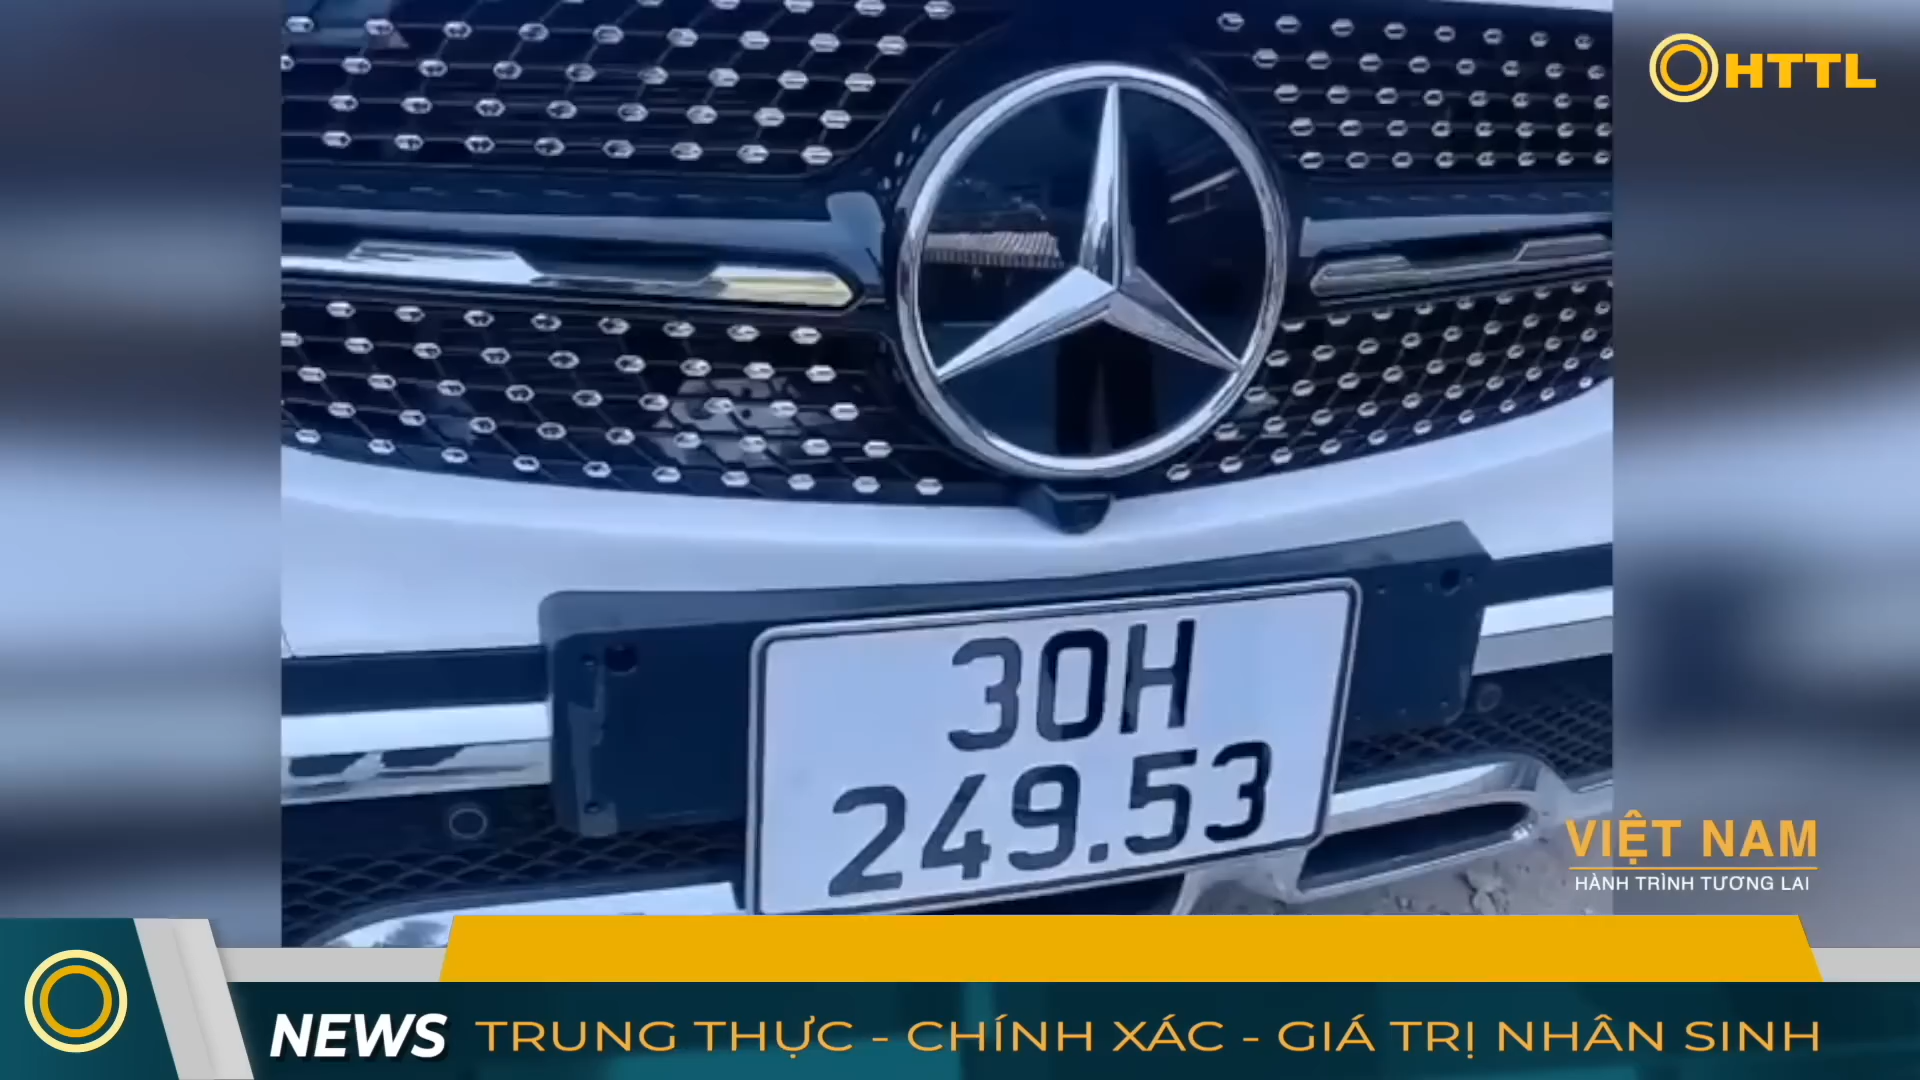 HTTL
30H
249.53
VIỆT NAM
HÀNH TRÌNH TƯƠNG LAI
NEWS TRUNG THỰC - CHÍNH XÁC - GIÁ TRỊ NHÂN SINH